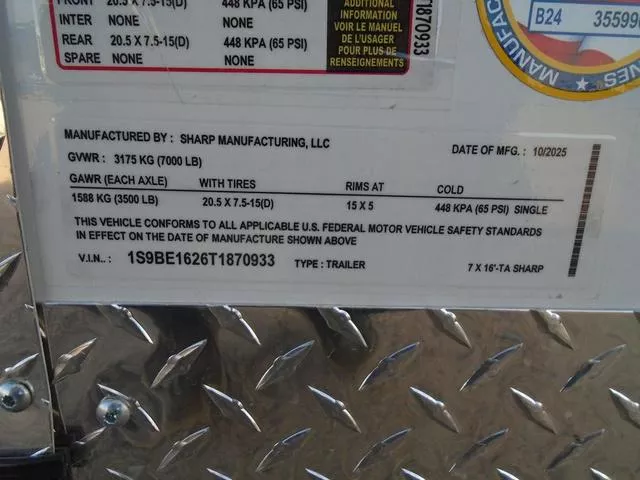 FRONT 20.5 X 7.5-15(D) 448 KPA (65 PSI)
INTER NONE NONE
REAR 20.5 X 7.5-15(D) 448 KPA (65 PSI)
SPARE NONE NONE
ADDITIONAL
INFORMATION
VOIR LE MANUEL
DE L'USAGER
POUR PLUS DE
RENSEIGNEMENTS
1870933
B24
MANUFACTURED BY: SHARP MANUFACTURING, LLC
DATE OF MFG.: 10/2025
GVWR: 3175 KG (7000 LB)
GAWR (EACH AXLE) WITH TIRES RIMS AT COLD
1588 KG (3500 LB) 20.5 X 7.5-15(D) 15 X 5 448 KPA (65 PSI) SINGLE
THIS VEHICLE CONFORMS TO ALL APPLICABLE U.S. FEDERAL MOTOR VEHICLE SAFETY STANDARDS
IN EFFECT ON THE DATE OF MANUFACTURE SHOWN ABOVE
V.I.N..: 1S9BE1626T1870933 TYPE: TRAILER 7 X 16'-TA SHARP